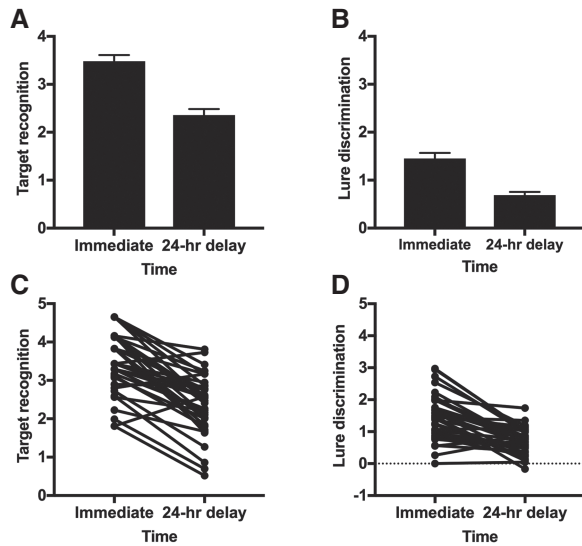 A
Target recognition
4
3
2
1
0
Immediate 24-hr delay
Time
B
Lure discrimination
4
3
2
1
0
Immediate 24-hr delay
Time
C
Target recognition
5
4
3
2
1
0
Immediate 24-hr delay
Time
D
Lure discrimination
5
4
3
2
1
0
-1
Immediate 24-hr delay
Time